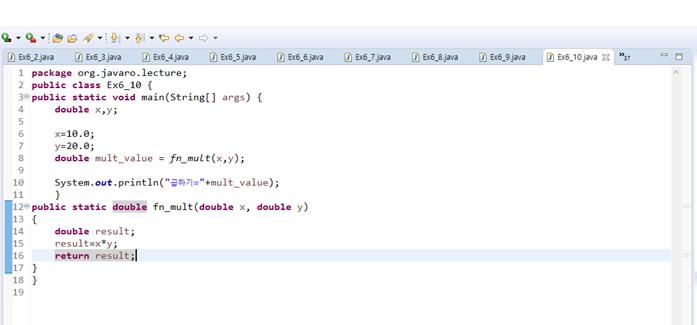 Ex6_2.java Ex6_3.java Ex6_4.java Ex6_5.java Ex6_6.java Ex6_7.java Ex6_8.java Ex6_9.java Ex6_10.java »37
1 package org.javaro.lecture;
2 public class Ex6_10 {
3 public static void main(String[] args) {
4 double x,y;
5
6 x=10.0;
7 y=20.0;
8 double mult_value = fn_mult(x,y);
9
10 System.out.println("곱하기="+mult_value);
11 }
12 public static double fn_mult(double x, double y)
13 {
14 double result;
15 result=x*y;
16 return result;
17 }
18 }
19